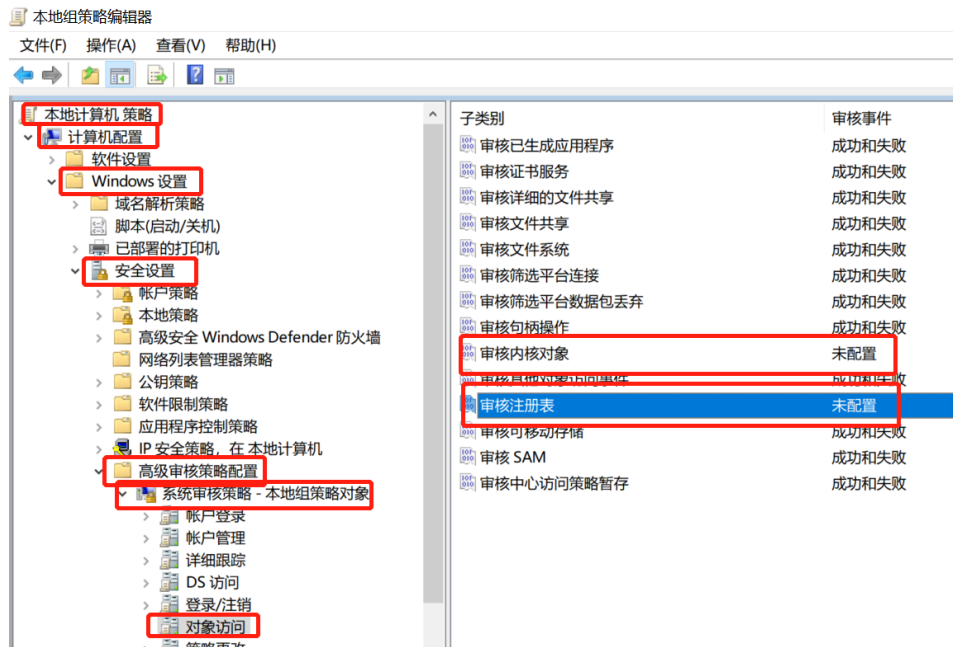 本地组策略编辑器
文件(F) 操作(A) 查看(V) 帮助(H)
本地计算机 策略
计算机配置
软件设置
Windows 设置
域名解析策略
脚本(启动/关机)
已部署的打印机
安全设置
帐户策略
本地策略
高级安全 Windows Defender 防火墙
网络列表管理器策略
公钥策略
软件限制策略
应用程序控制策略
IP 安全策略，在 本地计算机
高级审核策略配置
系统审核策略 - 本地组策略对象
帐户登录
帐户管理
详细跟踪
DS 访问
登录/注销
对象访问
策略更改
子类别 审核事件
审核已生成应用程序 成功和失败
审核证书服务 成功和失败
审核详细的文件共享 成功和失败
审核文件共享 成功和失败
审核文件系统 成功和失败
审核筛选平台连接 成功和失败
审核筛选平台数据包丢弃 成功和失败
审核句柄操作 成功和失败
审核内核对象 未配置
审核其他对象访问事件 成功和失败
审核注册表 未配置
审核可移动存储 成功和失败
审核 SAM 成功和失败
审核中心访问策略暂存 成功和失败